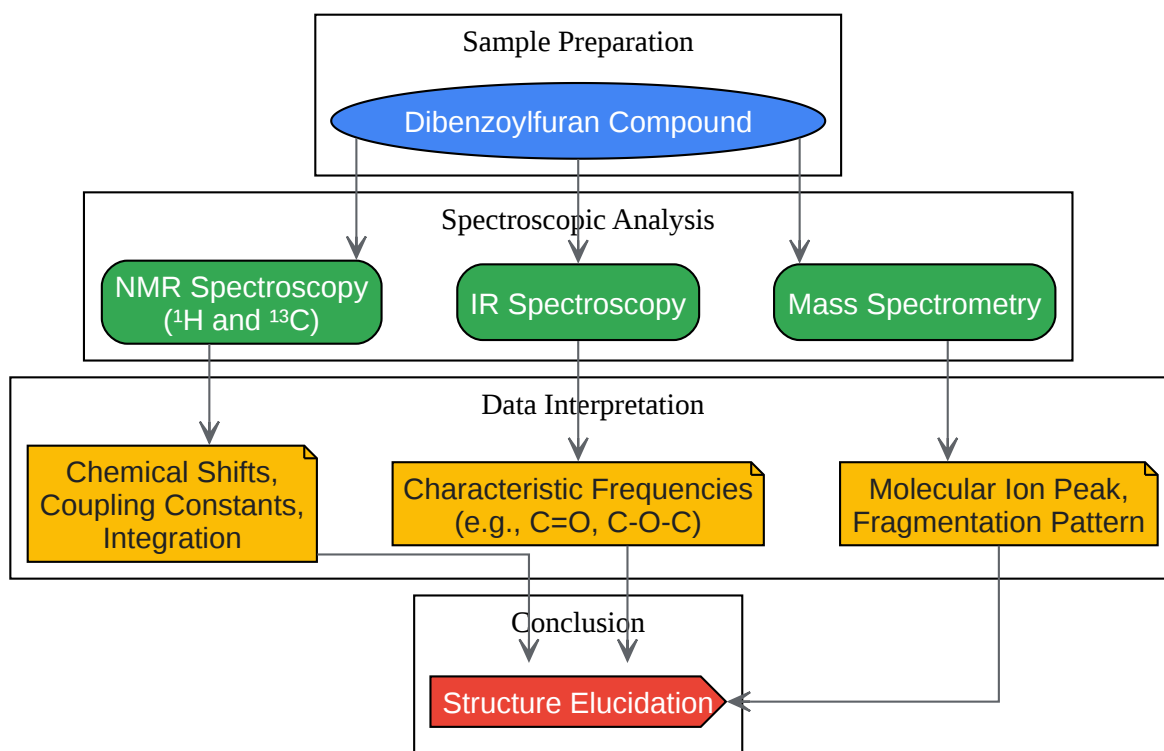 Sample Preparation
Dibenzoylfuran Compound
Spectroscopic Analysis
NMR Spectroscopy
(¹H and ¹³C)
IR Spectroscopy
Mass Spectrometry
Data Interpretation
Chemical Shifts,
Coupling Constants,
Integration
Characteristic Frequencies
(e.g., C=O, C-O-C)
Molecular Ion Peak,
Fragmentation Pattern
Conclusion
Structure Elucidation